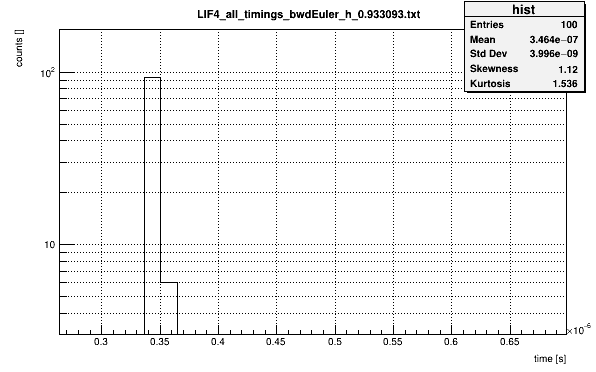 LIF4_all_timings_bwdEuler_h_0.933093.txt
hist
Entries 100
Mean 3.464e−07
Std Dev 3.996e−09
Skewness 1.12
Kurtosis 1.536
counts []
10²
10
0.3 0.35 0.4 0.45 0.5 0.55 0.6 0.65
×10⁻⁶
time [s]